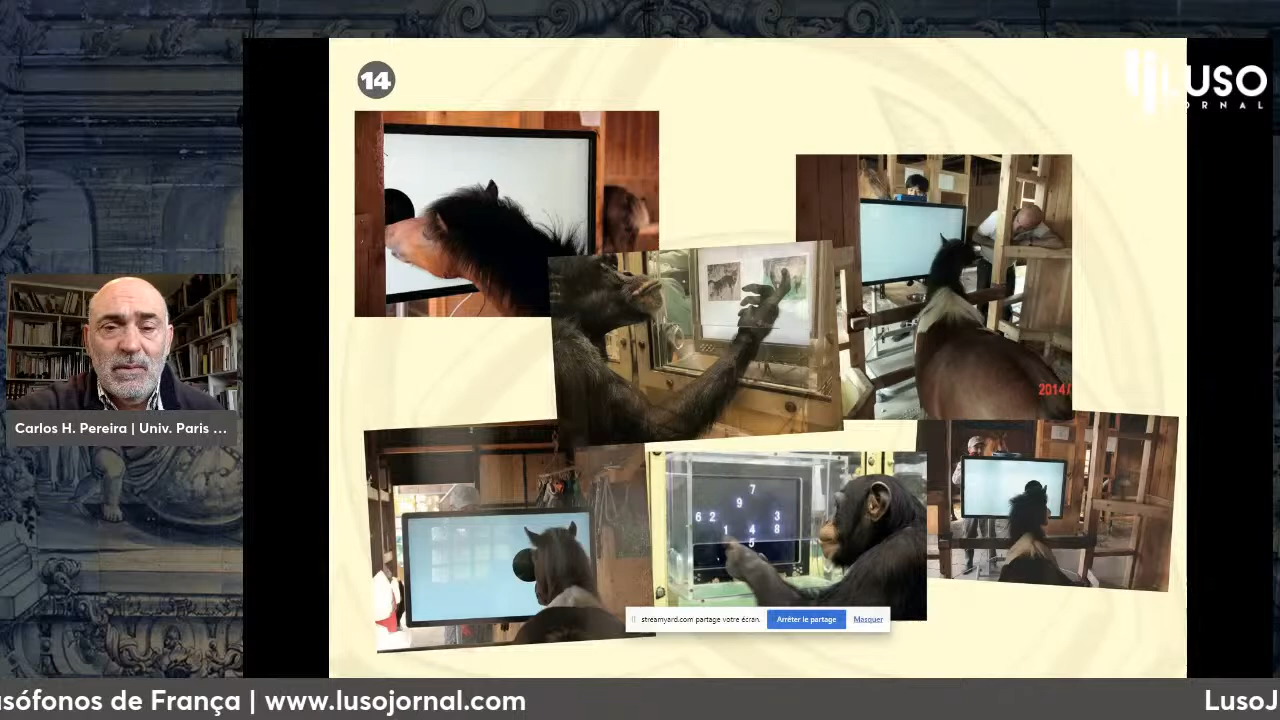 14
LUSO
JORNAL
2014/
7
9
6 2 3
1 4 8
5
Carlos H. Pereira | Univ. Paris ...
streamyard.com partage votre écran.
Arrêter le partage
Masquer
usófonos de França | www.lusojornal.com
LusoJ